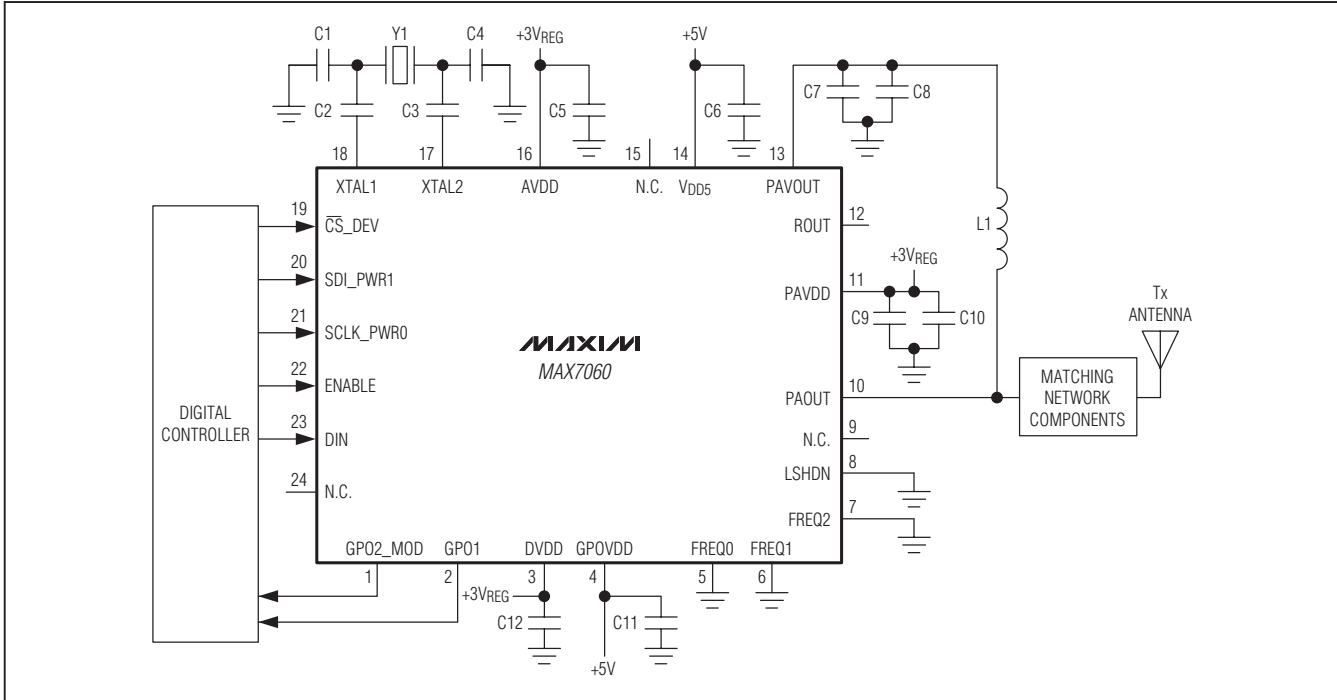 C1
Y1
C4
+3VREG
+5V
C2
C3
C5
C6
C7
C8
18
17
16
15
14
13
XTAL1
XTAL2
AVDD
N.C.
VDD5
PAVOUT
19
CS_DEV
20
SDI_PWR1
21
SCLK_PWR0
22
ENABLE
23
DIN
24
N.C.
DIGITAL
CONTROLLER
MAXIM
MAX7060
ROUT
12
L1
+3VREG
PAVDD
11
C9
C10
Tx
ANTENNA
PAOUT
10
MATCHING
NETWORK
COMPONENTS
N.C.
9
LSHDN
8
FREQ2
7
GPO2_MOD
GPO1
DVDD
GPOVDD
FREQ0
FREQ1
1
2
3
4
5
6
+3VREG
C12
C11
+5V